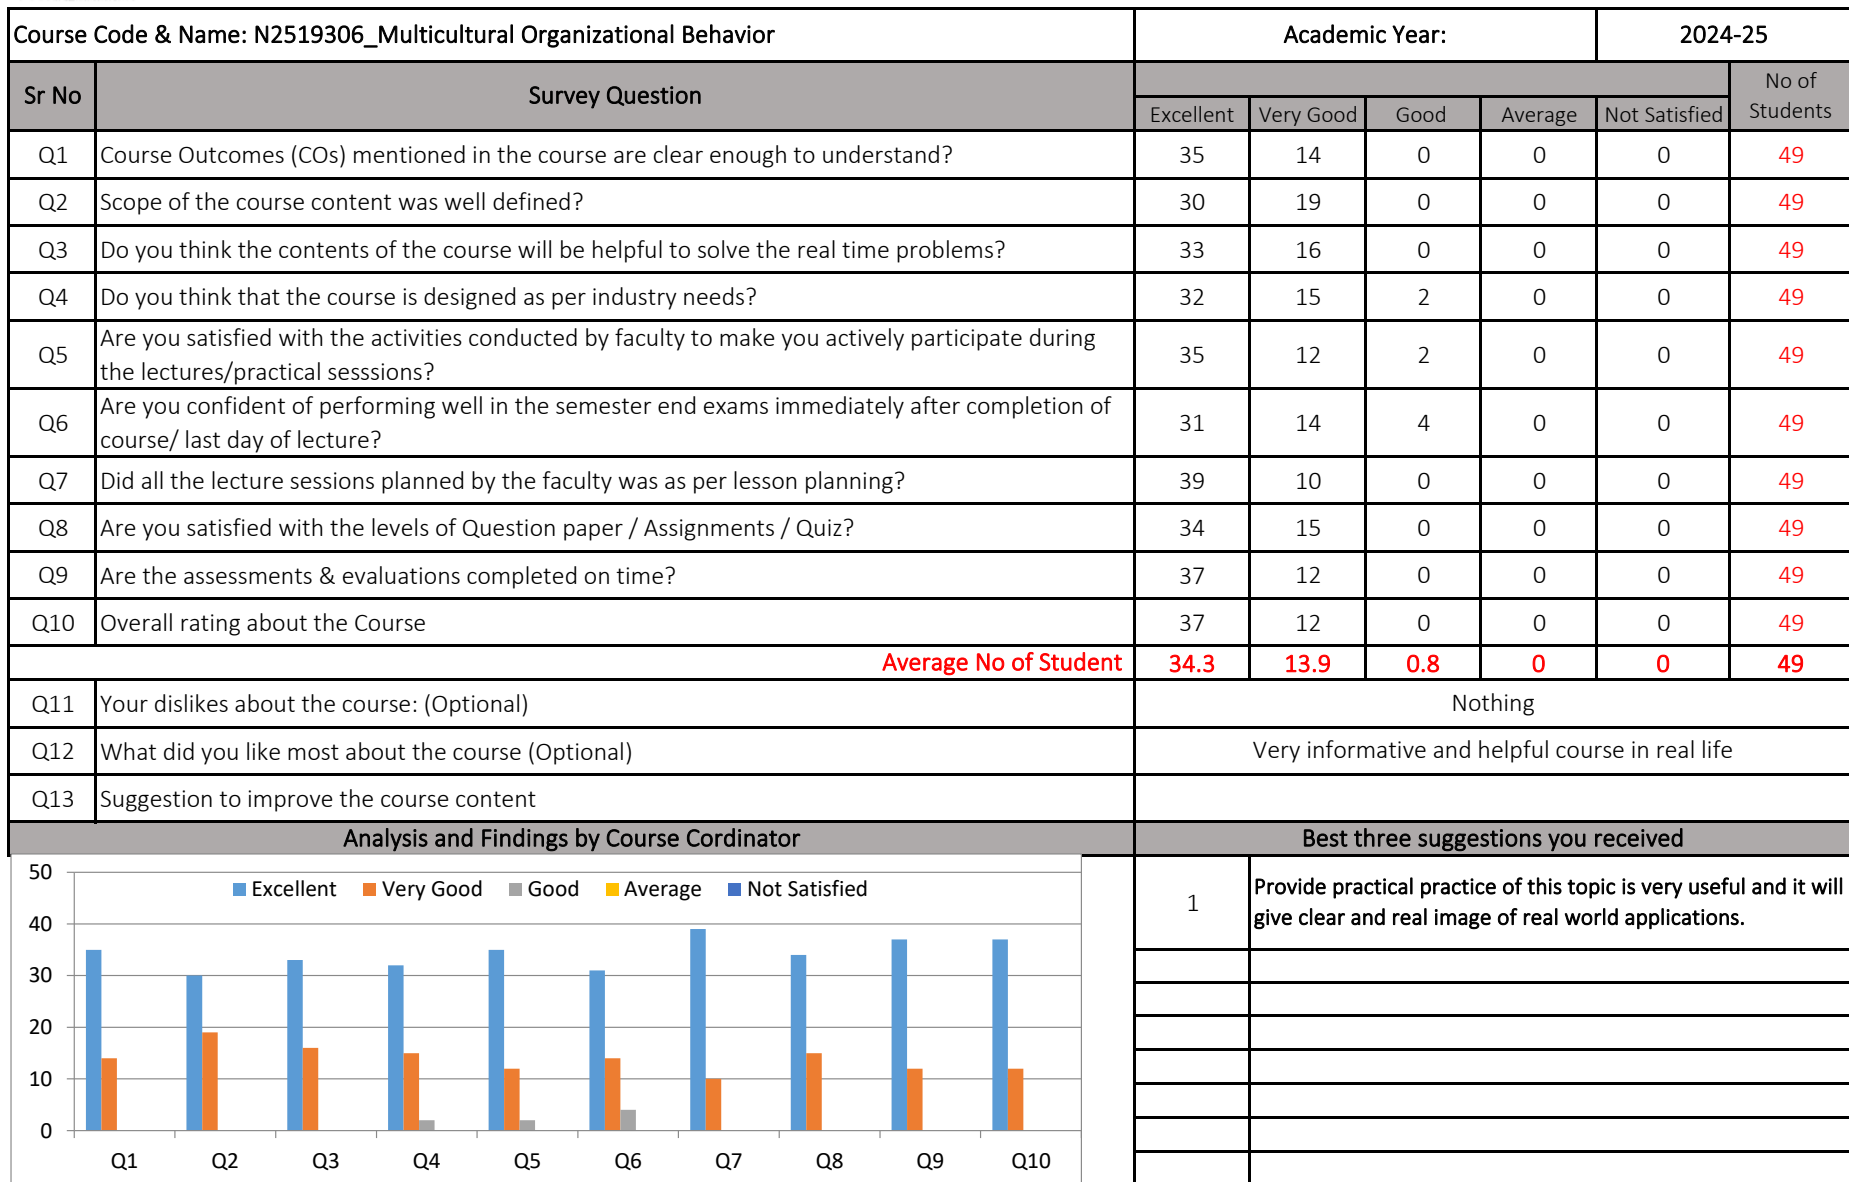 Course Code & Name: N2519306_Multicultural Organizational Behavior Academic Year: 2024-25
Sr No Survey Question No of Students
Excellent Very Good Good Average Not Satisfied
Q1 Course Outcomes (COs) mentioned in the course are clear enough to understand? 35 14 0 0 0 49
Q2 Scope of the course content was well defined? 30 19 0 0 0 49
Q3 Do you think the contents of the course will be helpful to solve the real time problems? 33 16 0 0 0 49
Q4 Do you think that the course is designed as per industry needs? 32 15 2 0 0 49
Q5 Are you satisfied with the activities conducted by faculty to make you actively participate during
the lectures/practical sesssions? 35 12 2 0 0 49
Q6 Are you confident of performing well in the semester end exams immediately after completion of
course/ last day of lecture? 31 14 4 0 0 49
Q7 Did all the lecture sessions planned by the faculty was as per lesson planning? 39 10 0 0 0 49
Q8 Are you satisfied with the levels of Question paper / Assignments / Quiz? 34 15 0 0 0 49
Q9 Are the assessments & evaluations completed on time? 37 12 0 0 0 49
Q10 Overall rating about the Course 37 12 0 0 0 49
Average No of Student 34.3 13.9 0.8 0 0 49
Q11 Your dislikes about the course: (Optional) Nothing
Q12 What did you like most about the course (Optional) Very informative and helpful course in real life
Q13 Suggestion to improve the course content
Analysis and Findings by Course Cordinator
50
Excellent Very Good Good Average Not Satisfied
40
30
20
10
0
Q1 Q2 Q3 Q4 Q5 Q6 Q7 Q8 Q9 Q10
Best three suggestions you received
1 Provide practical practice of this topic is very useful and it will
give clear and real image of real world applications.